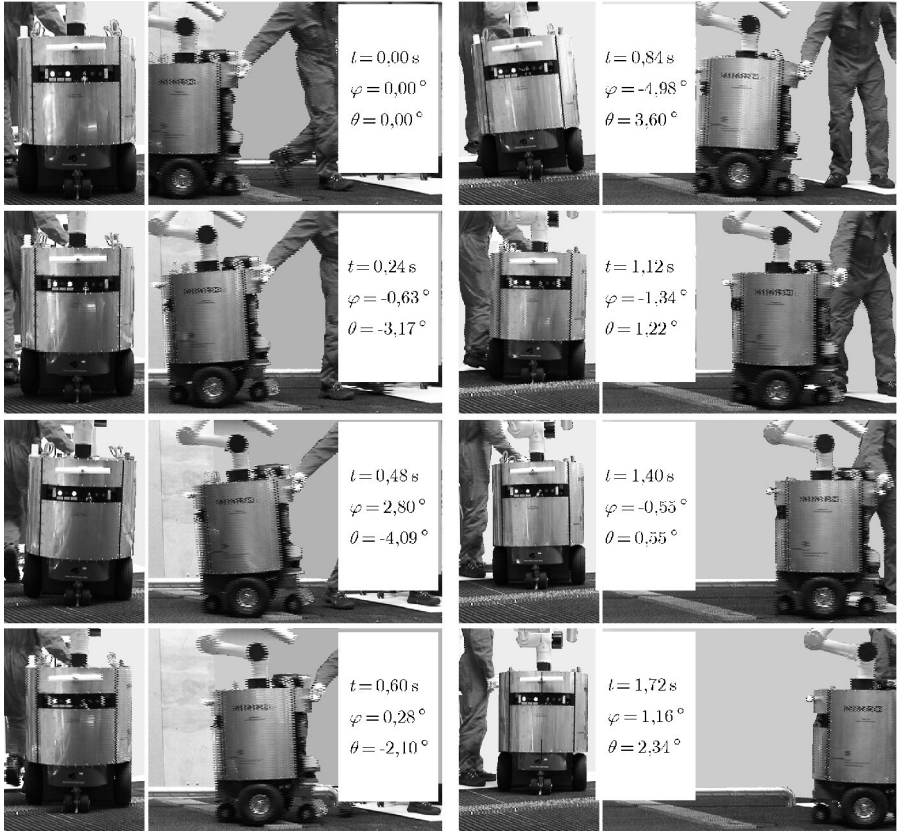 t = 0,00 s
φ = 0,00°
θ = 0,00°
t = 0,24 s
φ = -0,63°
θ = -3,17°
t = 0,48 s
φ = 2,80°
θ = -4,09°
t = 0,60 s
φ = 0,28°
θ = -2,10°
t = 0,84 s
φ = -4,98°
θ = 3,60°
t = 1,12 s
φ = -1,34°
θ = 1,22°
t = 1,40 s
φ = -0,55°
θ = 0,55°
t = 1,72 s
φ = 1,16°
θ = 2,34°